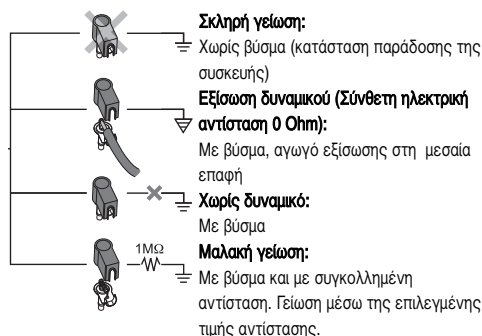 Σκληρή γείωση:
Χωρίς βύσμα (κατάσταση παράδοσης της
συσκευής)
Εξίσωση δυναμικού (Σύνθετη ηλεκτρική
αντίσταση 0 Ohm):
Με βύσμα, αγωγό εξίσωσης στη μεσαία
επαφή
Χωρίς δυναμικό:
Με βύσμα
Μαλακή γείωση:
1MΩ
Με βύσμα και με συγκολλημένη
αντίσταση. Γείωση μέσω της επιλεγμένης
τιμής αντίστασης.